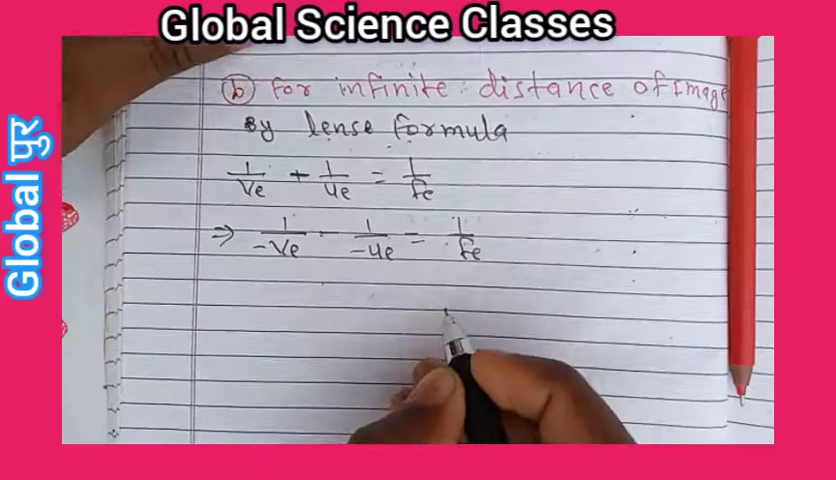 Global Science Classes
Global पुर
(b) For infinite distance of image
By lense formula
1/Ve + 1/ue = 1/fe
⇒ 1/-Ve - 1/-ue = 1/fe